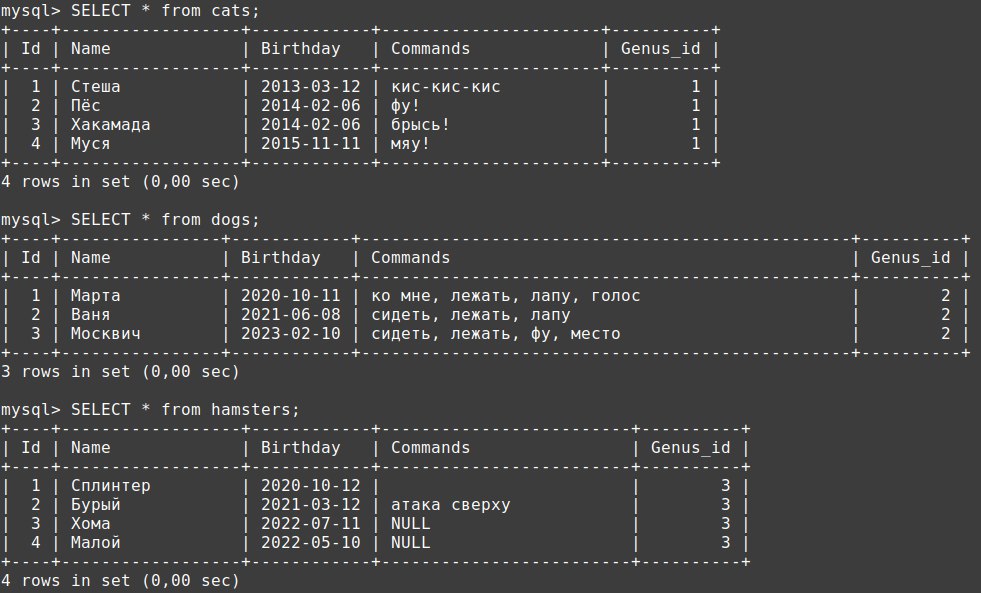 mysql> SELECT * from cats;
+----+------------------+------------+----------------------+----------+
| Id | Name             | Birthday   | Commands             | Genus_id |
+----+------------------+------------+----------------------+----------+
|  1 | Стеша            | 2013-03-12 | кис-кис-кис          |        1 |
|  2 | Пёс              | 2014-02-06 | фу!                  |        1 |
|  3 | Хакамада         | 2014-02-06 | брысь!               |        1 |
|  4 | Муся             | 2015-11-11 | мяу!                 |        1 |
+----+------------------+------------+----------------------+----------+
4 rows in set (0,00 sec)
mysql> SELECT * from dogs;
+----+----------------+------------+-------------------------------------------------+----------+
| Id | Name           | Birthday   | Commands                                        | Genus_id |
+----+----------------+------------+-------------------------------------------------+----------+
|  1 | Марта          | 2020-10-11 | ко мне, лежать, лапу, голос                     |        2 |
|  2 | Ваня           | 2021-06-08 | сидеть, лежать, лапу                            |        2 |
|  3 | Москвич        | 2023-02-10 | сидеть, лежать, фу, место                       |        2 |
+----+----------------+------------+-------------------------------------------------+----------+
3 rows in set (0,00 sec)
mysql> SELECT * from hamsters;
+----+------------------+------------+-------------------------+----------+
| Id | Name             | Birthday   | Commands                | Genus_id |
+----+------------------+------------+-------------------------+----------+
|  1 | Сплинтер         | 2020-10-12 |                         |        3 |
|  2 | Бурый            | 2021-03-12 | атака сверху            |        3 |
|  3 | Хома             | 2022-07-11 | NULL                    |        3 |
|  4 | Малой            | 2022-05-10 | NULL                    |        3 |
+----+------------------+------------+-------------------------+----------+
4 rows in set (0,00 sec)